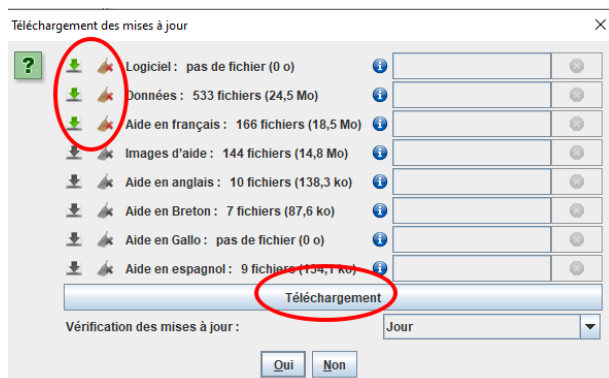 Téléchargement des mises à jour
?
Logiciel : pas de fichier (0 o)
Données : 533 fichiers (24,5 Mo)
Aide en français : 166 fichiers (18,5 Mo)
Images d'aide : 144 fichiers (14,8 Mo)
Aide en anglais : 10 fichiers (138,3 ko)
Aide en Breton : 7 fichiers (87,6 ko)
Aide en Gallo : pas de fichier (0 o)
Aide en espagnol : 9 fichiers (134,1 ko)
Téléchargement
Vérification des mises à jour : Jour
Oui Non